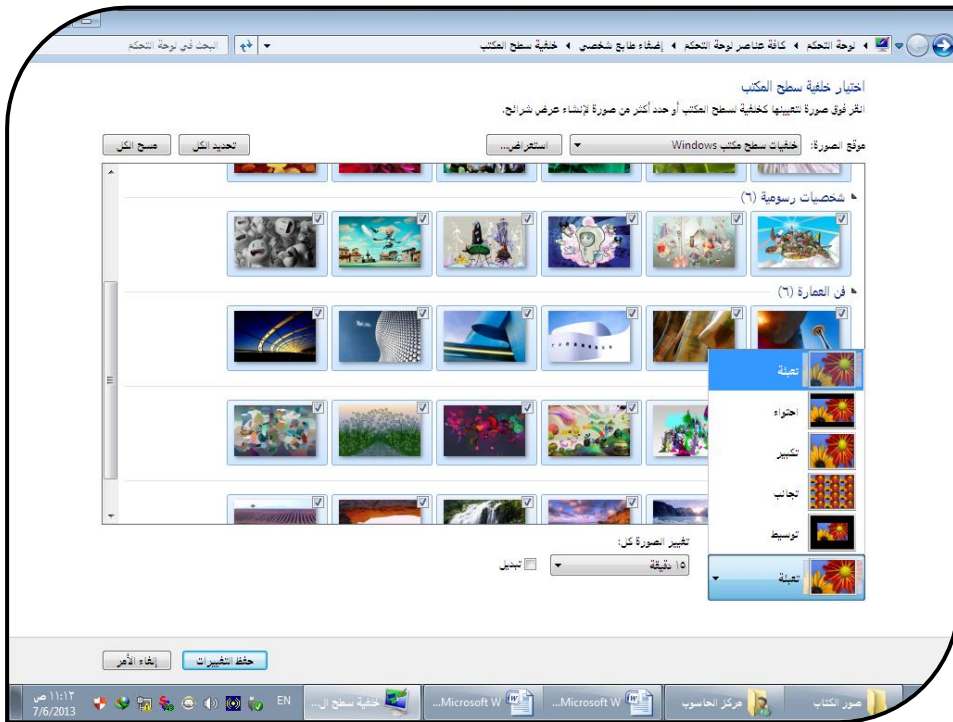 لوحة التحكم ‹ كافة عناصر لوحة التحكم ‹ إضفاء طابع شخصي ‹ خلفية سطح المكتب
البحث في لوحة التحكم
اختيار خلفية سطح المكتب
انقر فوق صورة لتعيينها كخلفية لسطح المكتب أو حدد أكثر من صورة لإنشاء عرض شرائح.
موقع الصورة: خلفيات سطح مكتب Windows استعراض... تحديد الكل مسح الكل
شخصيات رسومية (٦)
فن العمارة (٦)
تعبئة
احتواء
تكبير
تجانب
توسيط
تعبئة
تغيير الصورة كل:
١٥ دقيقة تبديل
حفظ التغييرات إلغاء الأمر
صور الكتاب مركز الحاسوب Microsoft W... Microsoft W... خلفية سطح ال... EN
١١:١٢ ص
7/6/2013